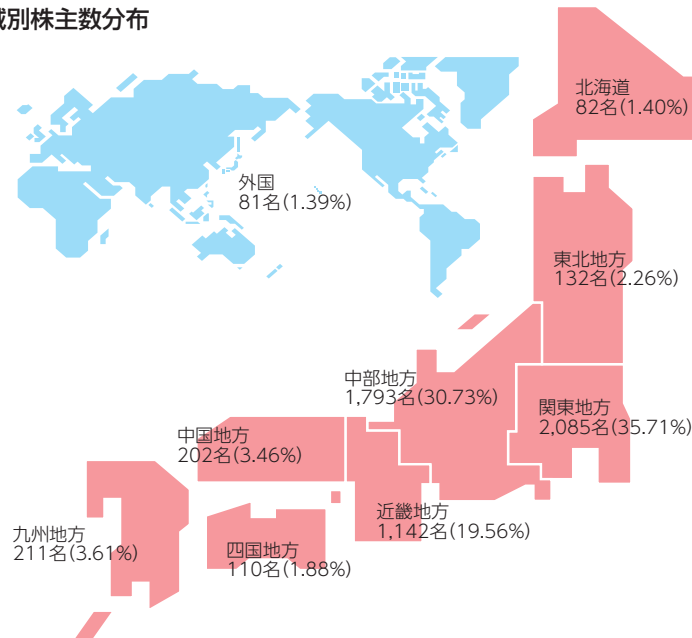 域別株主数分布
北海道
82名(1.40%)
外国
81名(1.39%)
東北地方
132名(2.26%)
中部地方
1,793名(30.73%)
関東地方
2,085名(35.71%)
中国地方
202名(3.46%)
近畿地方
1,142名(19.56%)
九州地方
211名(3.61%)
四国地方
110名(1.88%)